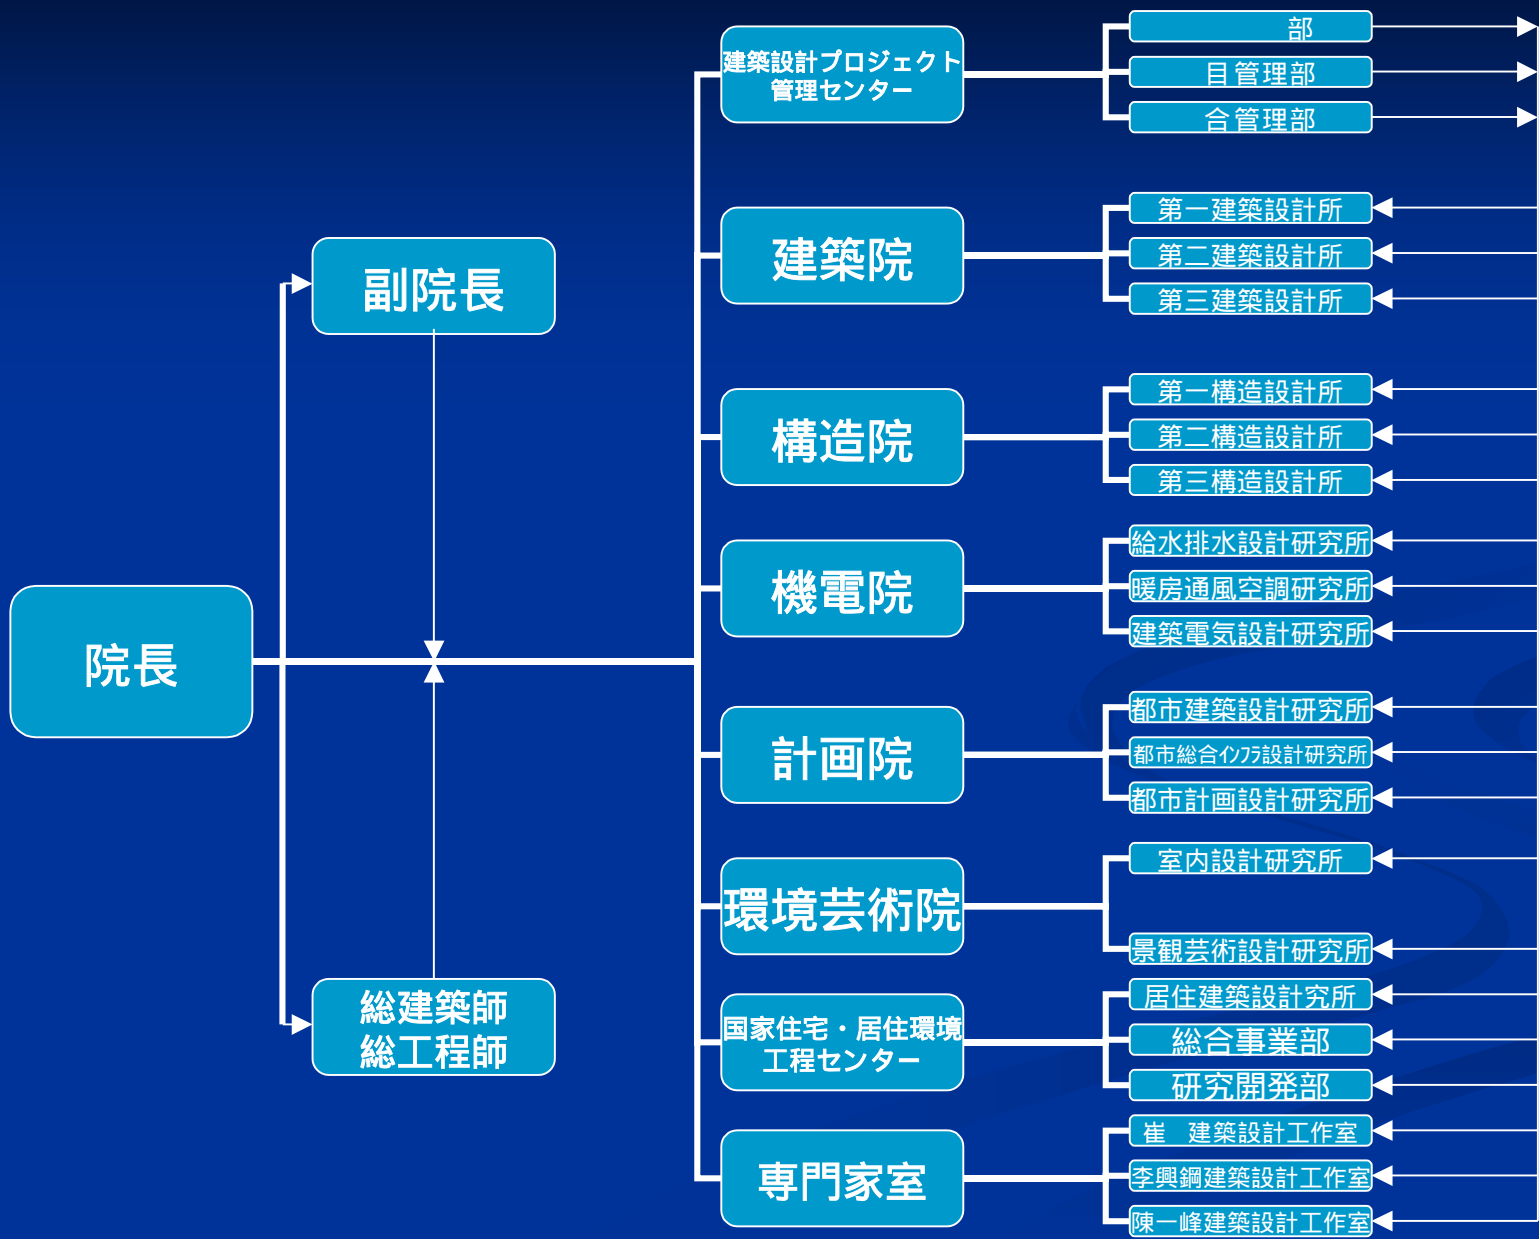 院長
副院長
総建築師
総工程師
建築設計プロジェクト
管理センター
部
目管理部
合管理部
建築院
第一建築設計所
第二建築設計所
第三建築設計所
構造院
第一構造設計所
第二構造設計所
第三構造設計所
機電院
給水排水設計研究所
暖房通風空調研究所
建築電気設計研究所
計画院
都市建築設計研究所
都市総合ｲﾝﾌﾗ設計研究所
都市計画設計研究所
環境芸術院
室内設計研究所
景観芸術設計研究所
国家住宅・居住環境
工程センター
居住建築設計究所
総合事業部
研究開発部
専門家室
崔　建築設計工作室
李興鋼建築設計工作室
陳一峰建築設計工作室